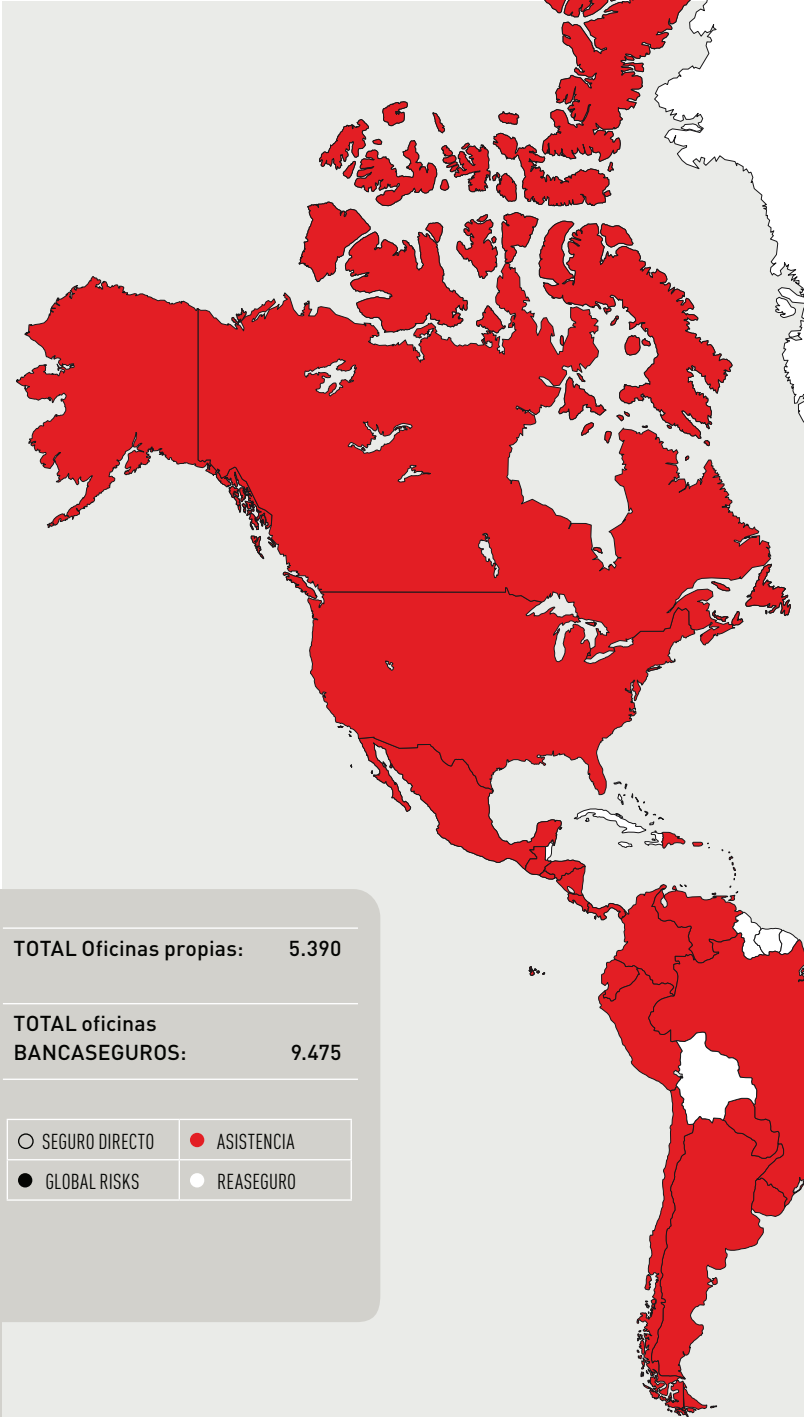 TOTAL Oficinas propias: 5.390
TOTAL oficinas
BANCASEGUROS: 9.475
SEGURO DIRECTO ASISTENCIA
GLOBAL RISKS REASEGURO